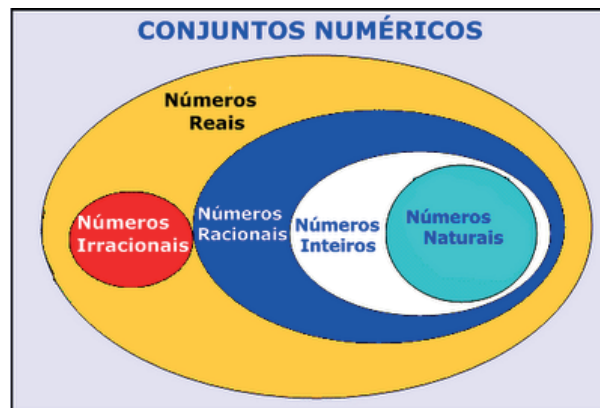 CONJUNTOS NUMÉRICOS
Números
Reais
Números
Irracionais
Números
Racionais
Números
Inteiros
Números
Naturais